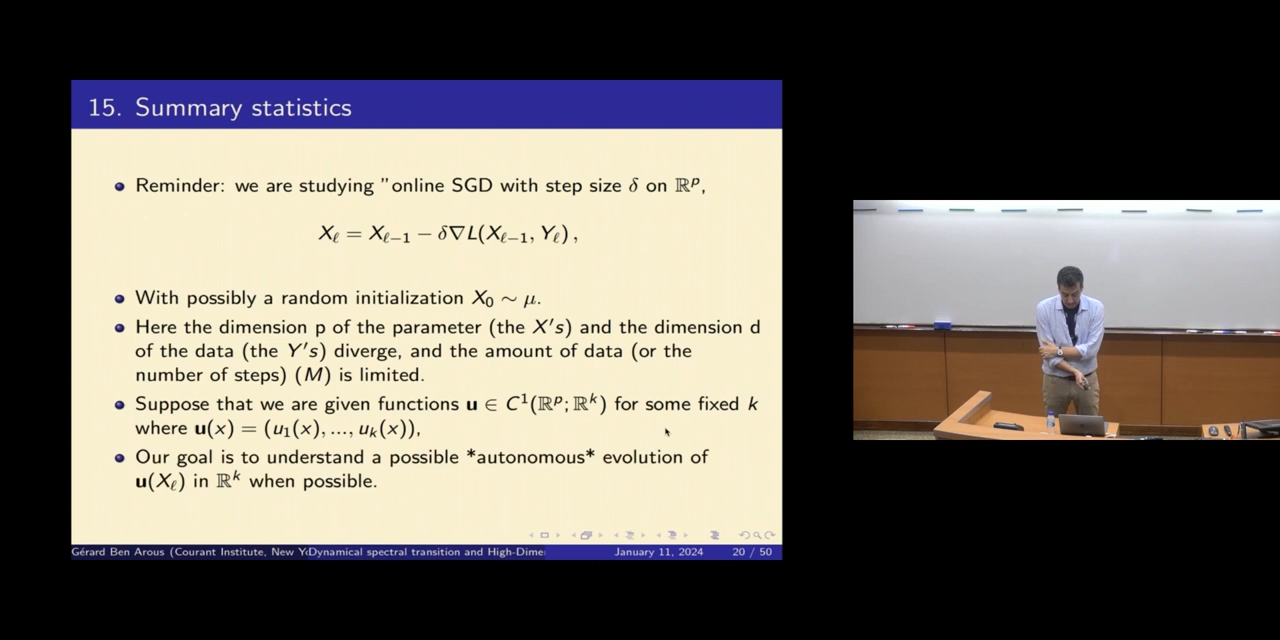 15. Summary statistics
Reminder: we are studying "online SGD with step size δ on ℝᵖ,
X_ℓ = X_{ℓ−1} − δ∇L(X_{ℓ−1}, Y_ℓ),
With possibly a random initialization X₀ ∼ μ.
Here the dimension p of the parameter (the X's) and the dimension d
of the data (the Y's) diverge, and the amount of data (or the
number of steps) (M) is limited.
Suppose that we are given functions u ∈ C¹(ℝᵖ; ℝᵏ) for some fixed k
where u(x) = (u₁(x), ..., uₖ(x)),
Our goal is to understand a possible *autonomous* evolution of
u(X_ℓ) in ℝᵏ when possible.
Gérard Ben Arous (Courant Institute, New Y Dynamical spectral transition and High-Dime January 11, 2024 20 / 50